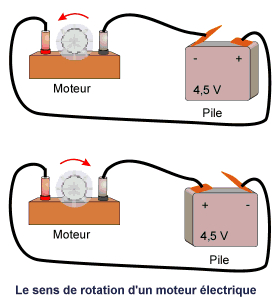 - +
4,5 V
Moteur
Pile
+ -
4,5 V
Moteur
Pile
Le sens de rotation d'un moteur électrique